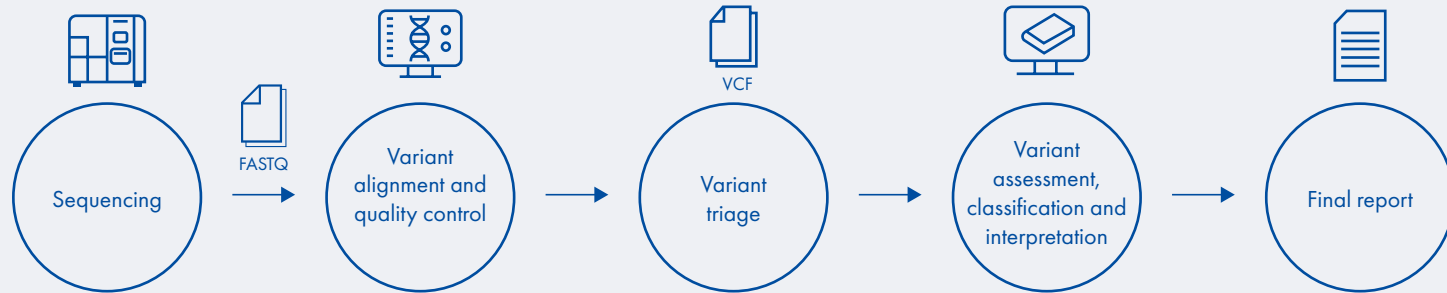 Sequencing
FASTQ
Variant
alignment and
quality control
VCF
Variant
triage
Variant
assessment,
classification and
interpretation
Final report